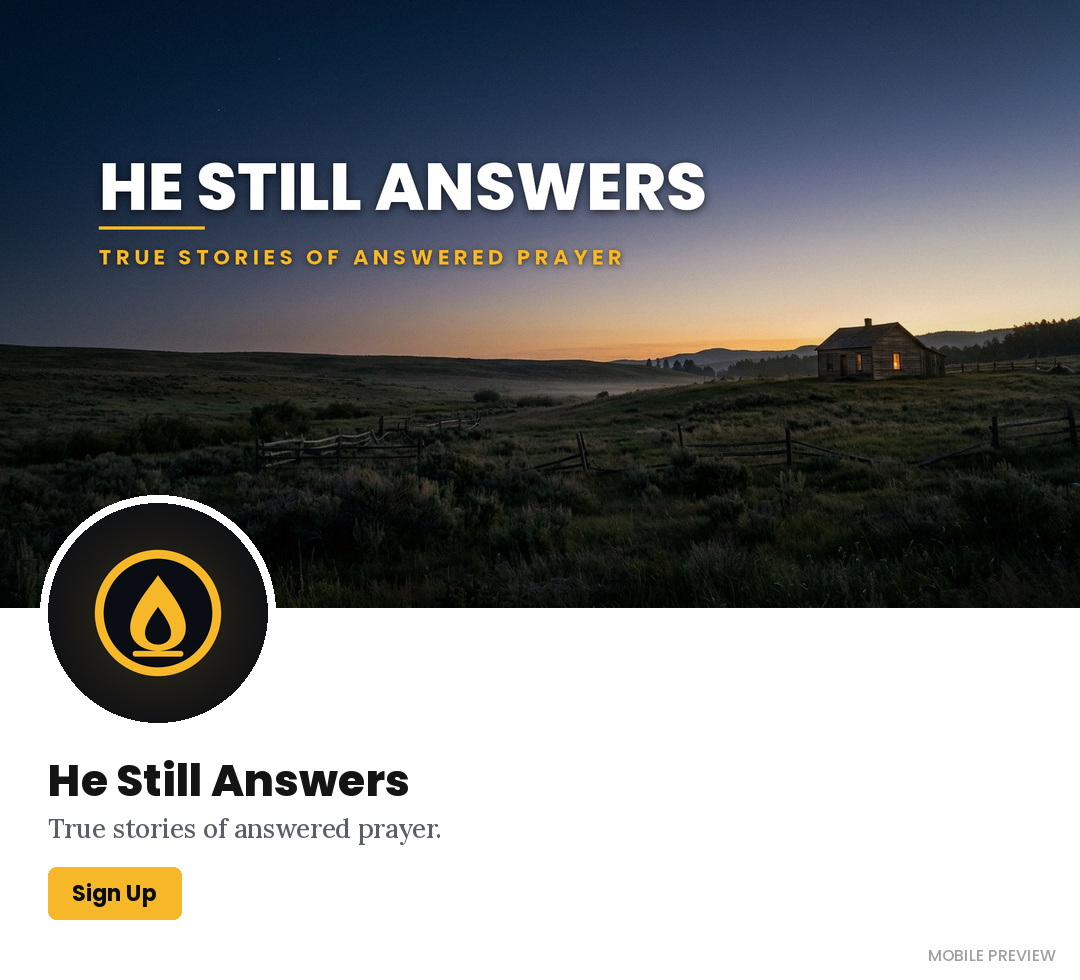 HE STILL ANSWERS
TRUE STORIES OF ANSWERED PRAYER
He Still Answers
True stories of answered prayer.
Sign Up
MOBILE PREVIEW